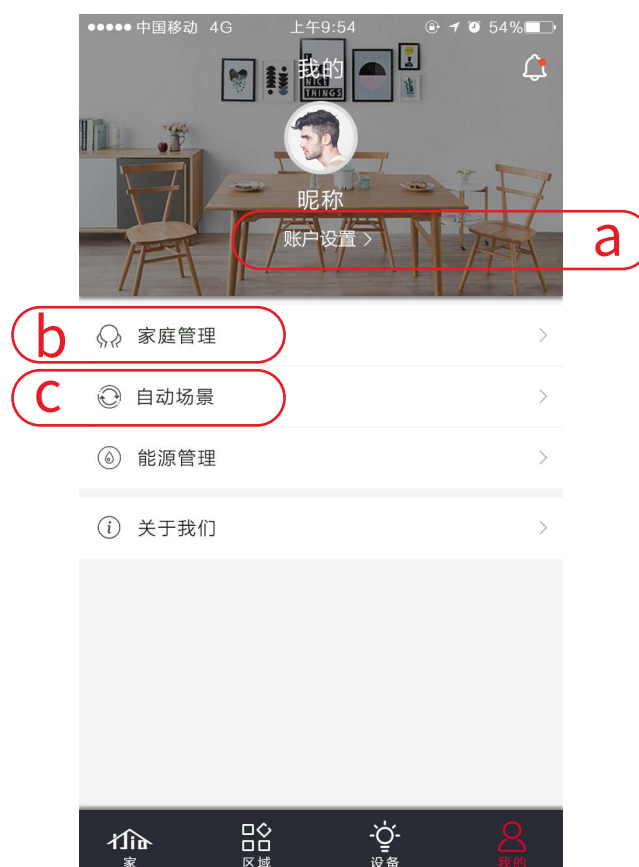 中国移动 4G 上午9:54 54%
我的
NICE
THINGS
昵称
账户设置
a
b 家庭管理
c 自动场景
能源管理
i 关于我们
家 区域 设备 我的